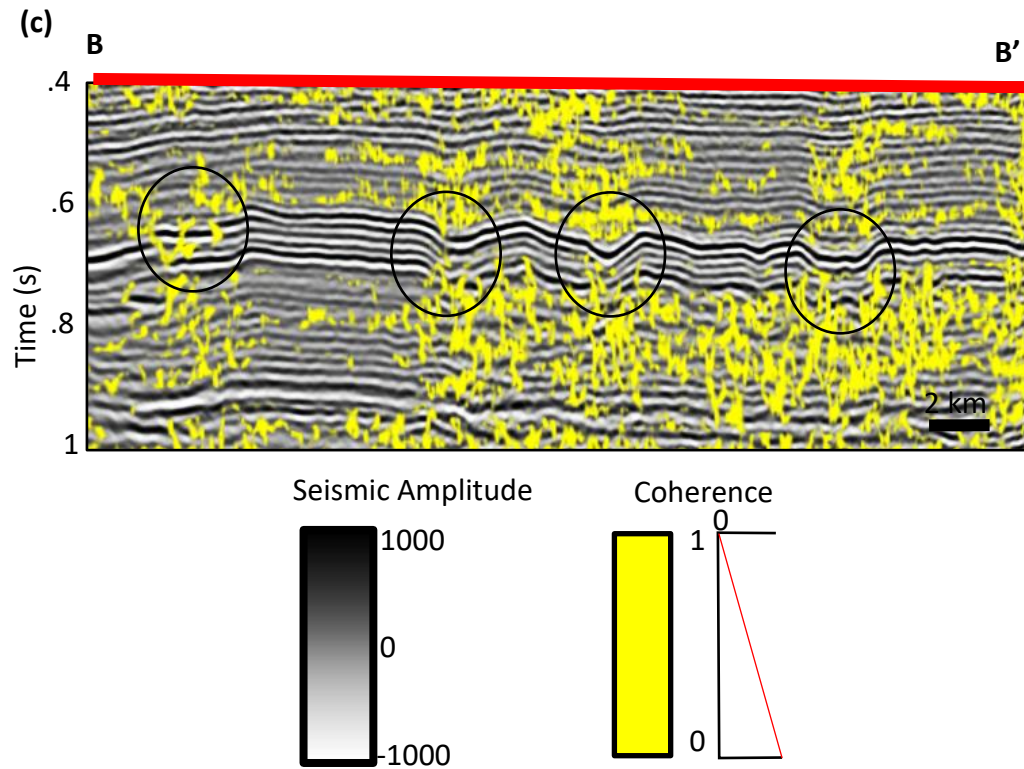 (c)
B
B’
.4
.6
.8
1
Time (s)
2 km
Seismic Amplitude
1000
0
-1000
Coherence
0
1
0